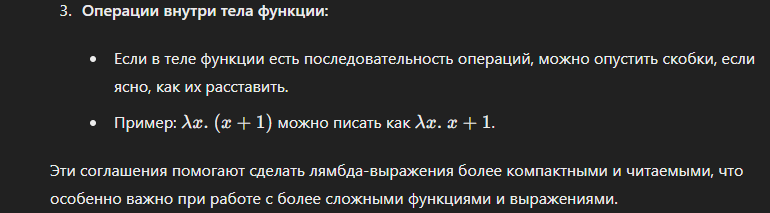 3. Операции внутри тела функции:
• Если в теле функции есть последовательность операций, можно опустить скобки, если
ясно, как их расставить.
• Пример: λx. (x + 1) можно писать как λx. x + 1.
Эти соглашения помогают сделать лямбда-выражения более компактными и читаемыми, что
особенно важно при работе с более сложными функциями и выражениями.